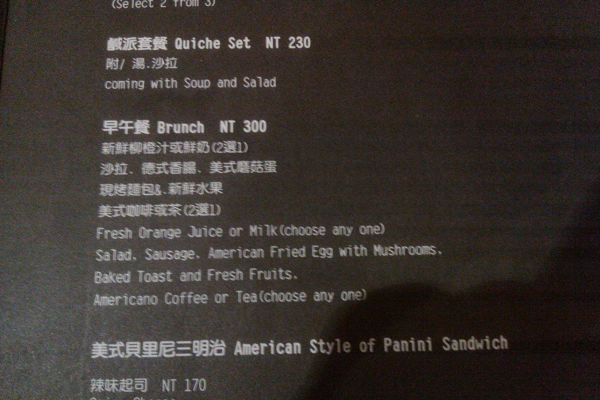 (Select 2 from 3)
鹹派套餐 Quiche Set NT 230
附/ 湯.沙拉
coming with Soup and Salad
早午餐 Brunch NT 300
新鮮柳橙汁或鮮奶(2選1)
沙拉、德式香腸、美式蘑菇蛋
現烤麵包&.新鮮水果
美式咖啡或茶(2選1)
Fresh Orange Juice or Milk(choose any one)
Salad, Sausage, American Fried Egg with Mushrooms,
Baked Toast and Fresh Fruits,
Americano Coffee or Tea(choose any one)
美式貝里尼三明治 American Style of Panini Sandwich
辣味起司 NT 170